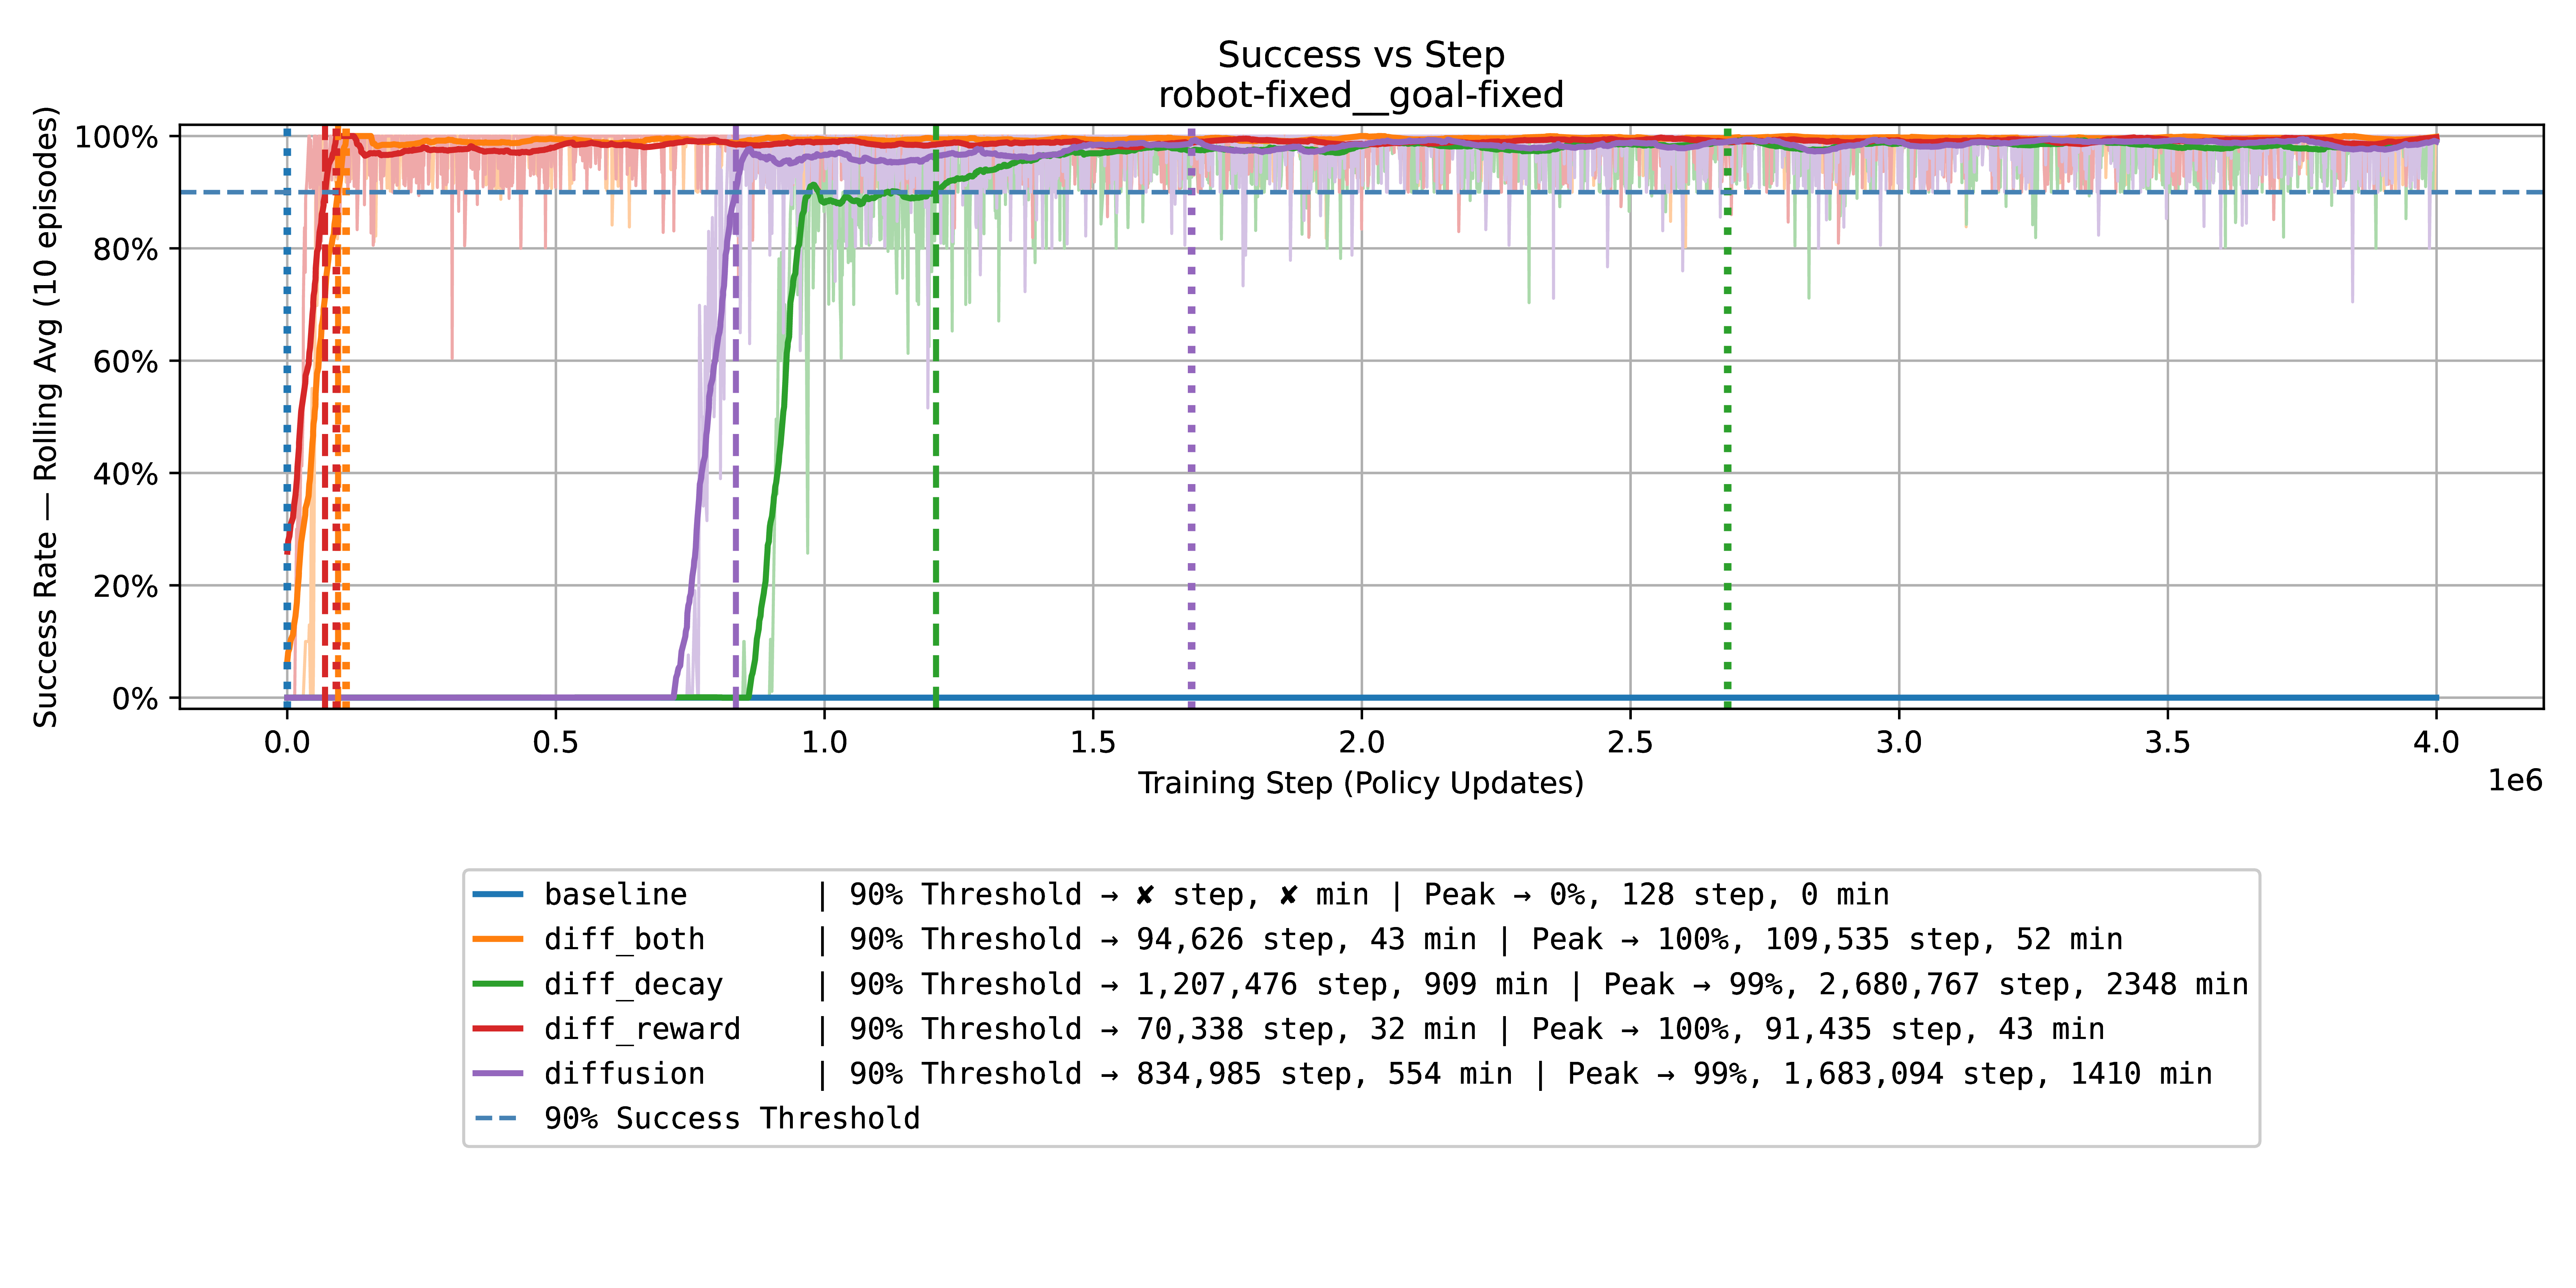 Success vs Step
robot-fixed__goal-fixed
Success Rate — Rolling Avg (10 episodes)
100%
80%
60%
40%
20%
0%
0.0 0.5 1.0 1.5 2.0 2.5 3.0 3.5 4.0
1e6
Training Step (Policy Updates)
baseline | 90% Threshold → ✘ step, ✘ min | Peak → 0%, 128 step, 0 min
diff_both | 90% Threshold → 94,626 step, 43 min | Peak → 100%, 109,535 step, 52 min
diff_decay | 90% Threshold → 1,207,476 step, 909 min | Peak → 99%, 2,680,767 step, 2348 min
diff_reward | 90% Threshold → 70,338 step, 32 min | Peak → 100%, 91,435 step, 43 min
diffusion | 90% Threshold → 834,985 step, 554 min | Peak → 99%, 1,683,094 step, 1410 min
90% Success Threshold